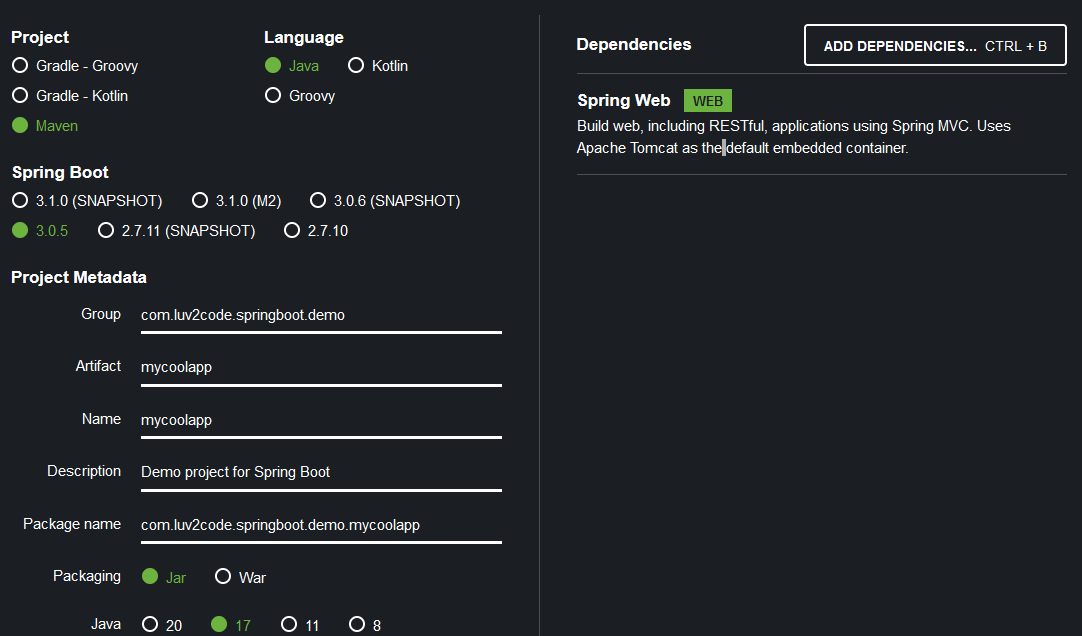 Project
Gradle - Groovy
Gradle - Kotlin
Maven
Language
Java Kotlin
Groovy
Spring Boot
3.1.0 (SNAPSHOT) 3.1.0 (M2) 3.0.6 (SNAPSHOT)
3.0.5 2.7.11 (SNAPSHOT) 2.7.10
Project Metadata
Group com.luv2code.springboot.demo
Artifact mycoolapp
Name mycoolapp
Description Demo project for Spring Boot
Package name com.luv2code.springboot.demo.mycoolapp
Packaging Jar War
Java 20 17 11 8
Dependencies ADD DEPENDENCIES... CTRL + B
Spring Web WEB
Build web, including RESTful, applications using Spring MVC. Uses
Apache Tomcat as the default embedded container.